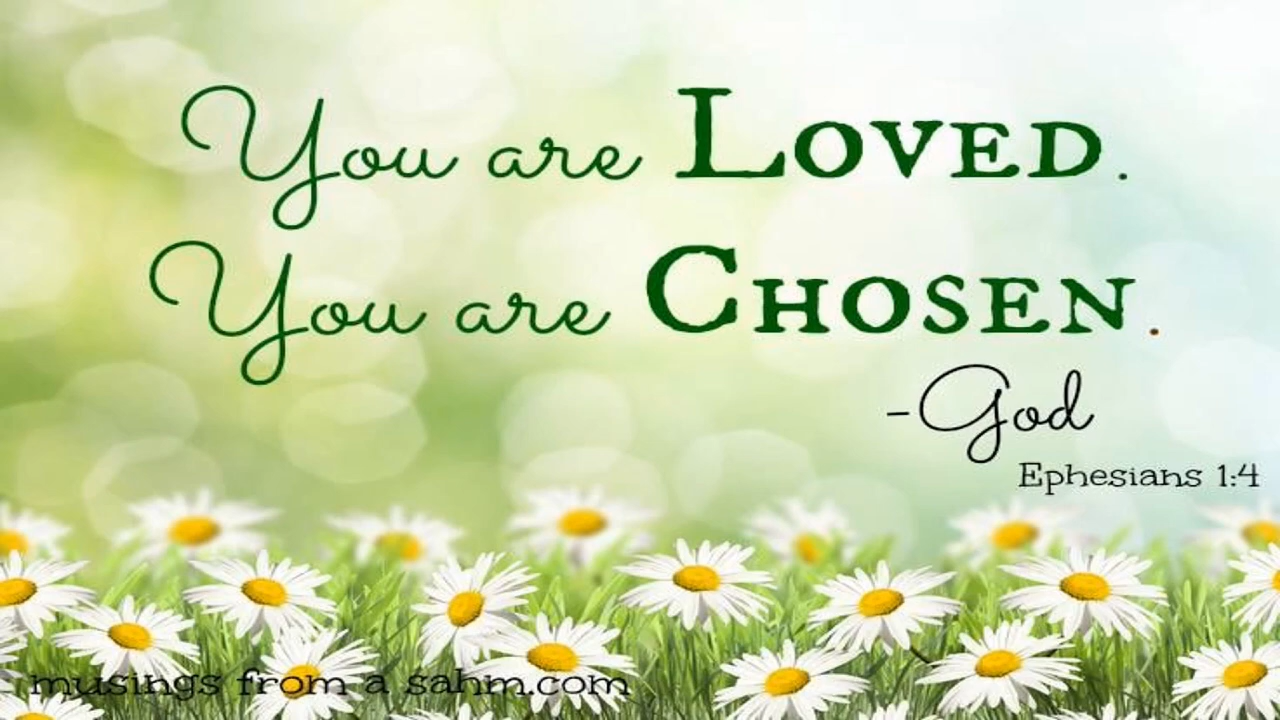 You are Loved.
You are Chosen.
-God
Ephesians 1:4
musings from a sahm.com